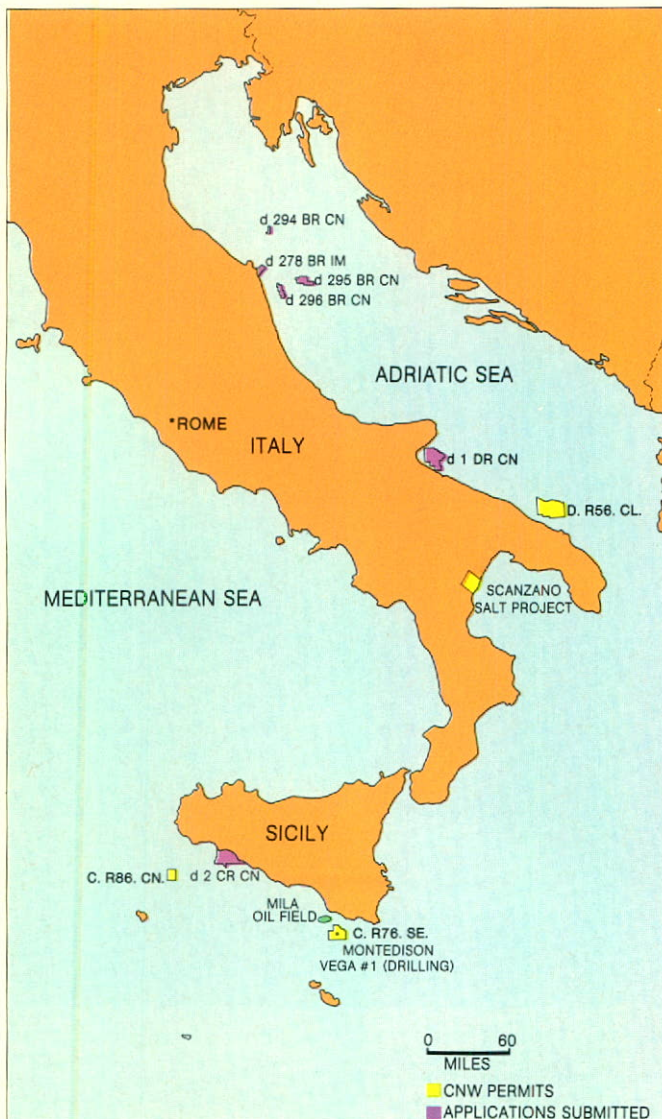 d 294 BR CN
d 278 BR IM
d 295 BR CN
d 296 BR CN
ADRIATIC SEA
*ROME
ITALY
d 1 DR CN
D. R56. CL.
SCANZANO
SALT PROJECT
MEDITERRANEAN SEA
SICILY
C. R86. CN.
d 2 CR CN
MILA
OIL FIELD
C. R76. SE.
MONTEDISON
VEGA #1 (DRILLING)
0 60
MILES
CNW PERMITS
APPLICATIONS SUBMITTED